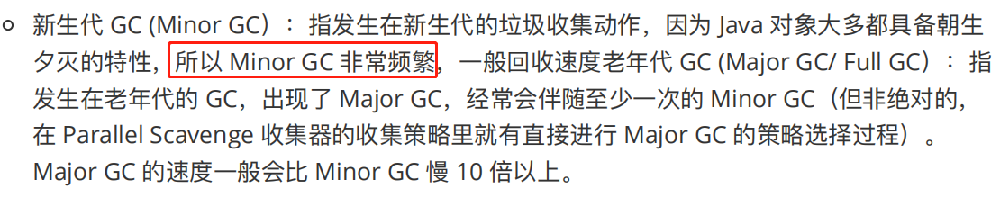 新生代 GC (Minor GC）：指发生在新生代的垃圾收集动作，因为 Java 对象大多都具备朝生
夕灭的特性，所以 Minor GC 非常频繁，一般回收速度老年代 GC (Major GC/ Full GC）：指
发生在老年代的 GC，出现了 Major GC，经常会伴随至少一次的 Minor GC（但非绝对的，
在 Parallel Scavenge 收集器的收集策略里就有直接进行 Major GC 的策略选择过程）。
Major GC 的速度一般会比 Minor GC 慢 10 倍以上。